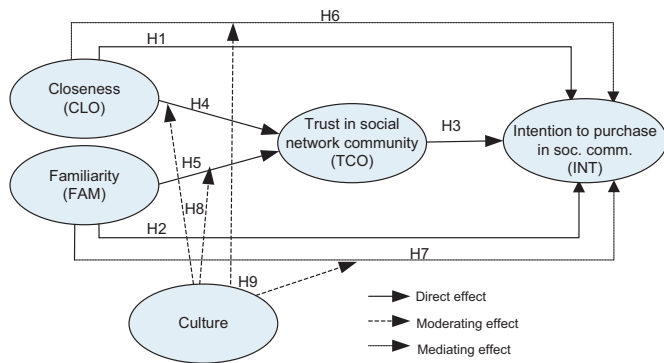 H6
H1
Closeness
(CLO)
H4
Trust in social
network community
(TCO)
H3
Intention to purchase
in soc. comm.
(INT)
H5
Familiarity
(FAM)
H8
H2
H7
H9
Culture
Direct effect
Moderating effect
Mediating effect